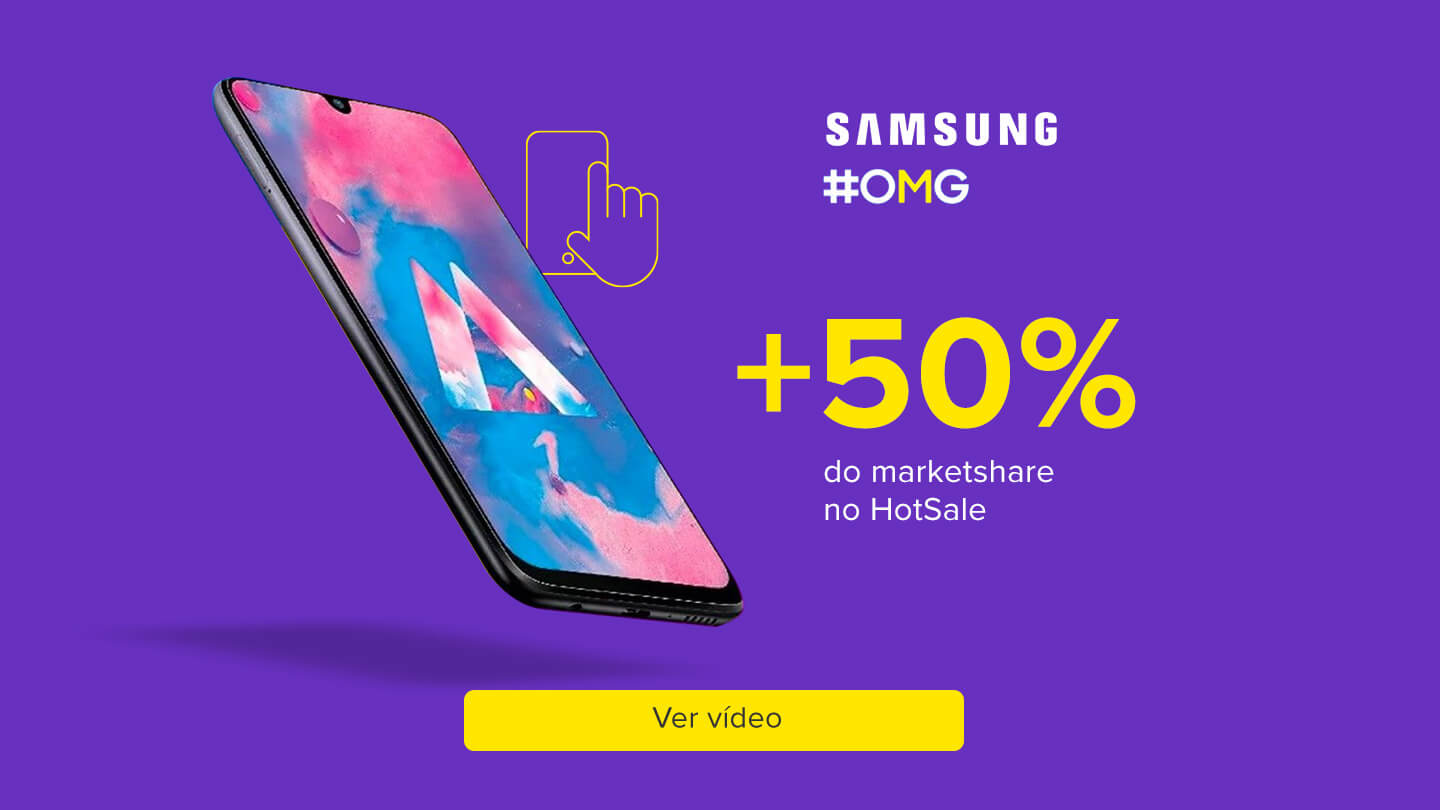 SAMSUNG
#OMG
+50%
do marketshare
no HotSale
Ver vídeo